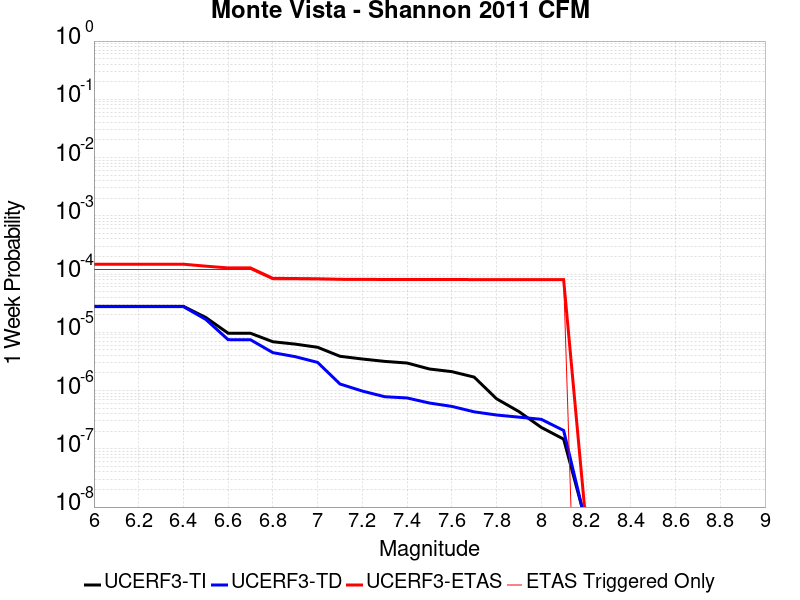 Monte Vista - Shannon 2011 CFM
10 0
10 -1
10 -2
10 -3
10 -4
10 -5
10 -6
10 -7
10 -8
1 Week Probability
6 6.2 6.4 6.6 6.8 7 7.2 7.4 7.6 7.8 8 8.2 8.4 8.6 8.8 9
Magnitude
UCERF3-TI UCERF3-TD UCERF3-ETAS ETAS Triggered Only